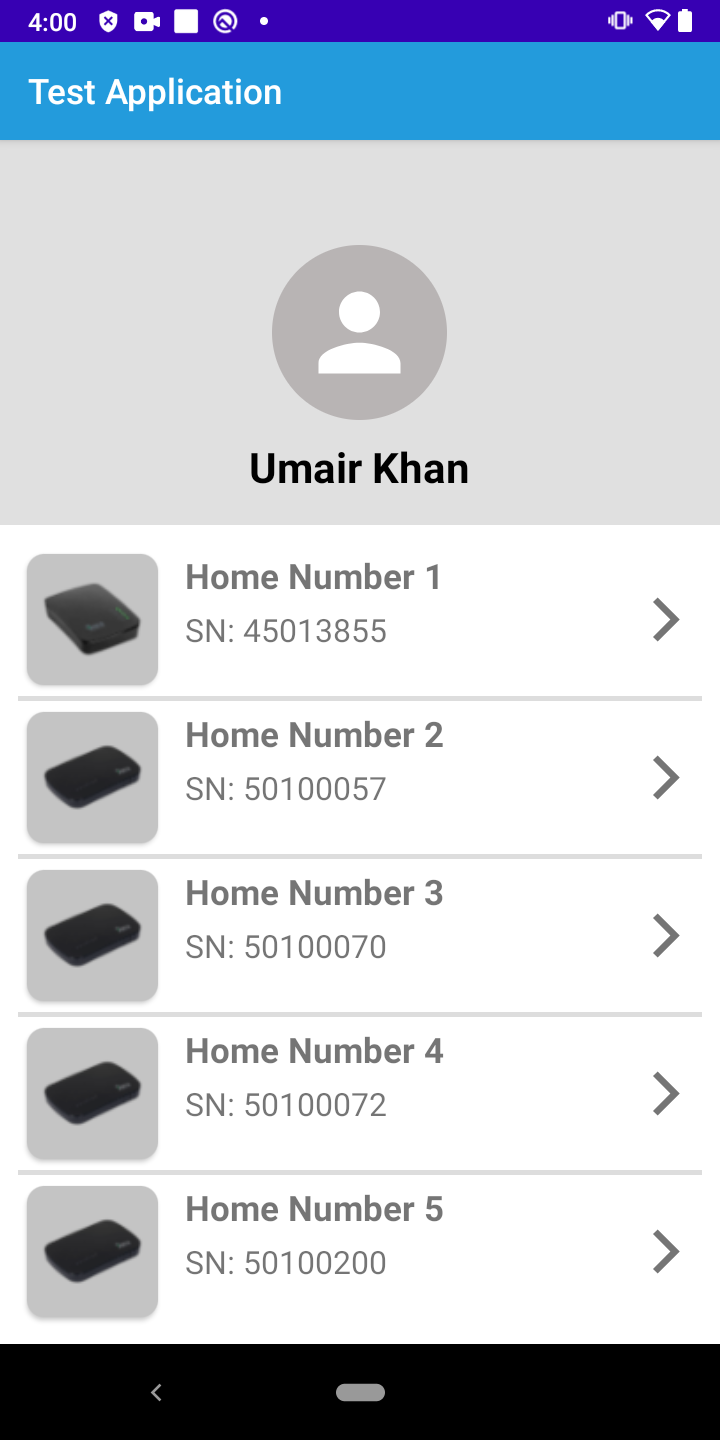 4:00
Test Application
Umair Khan
Home Number 1
SN: 45013855
Home Number 2
SN: 50100057
Home Number 3
SN: 50100070
Home Number 4
SN: 50100072
Home Number 5
SN: 50100200